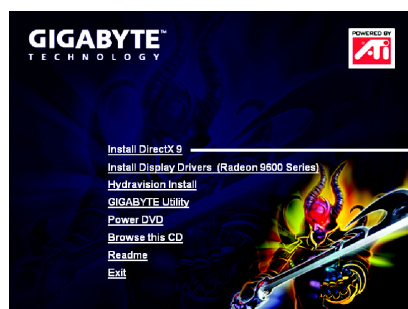 GIGABYTE™
TECHNOLOGY
POWERED BY
ATi
Install DirectX 9
Install Display Drivers (Radeon 9600 Series)
Hydravision Install
GIGABYTE Utility
Power DVD
Browse this CD
Readme
Exit